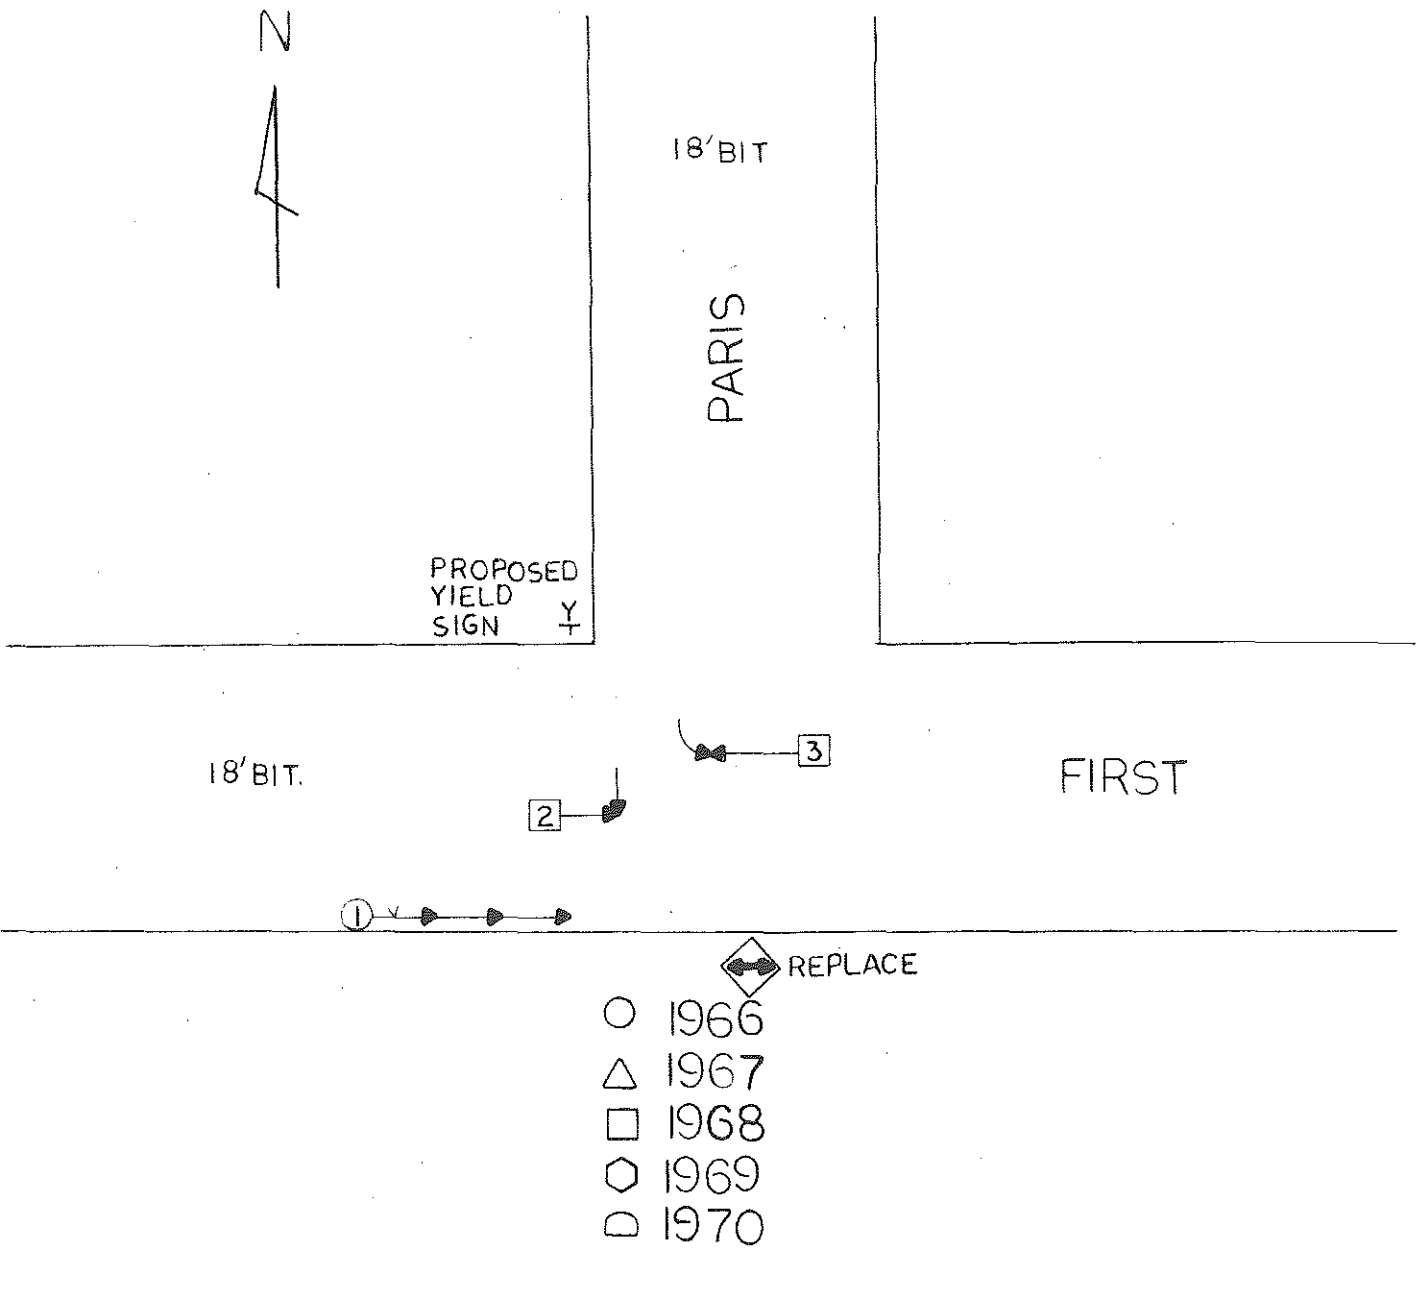 N
18' BIT
PARIS
PROPOSED
YIELD
SIGN
Y
3
18' BIT.
FIRST
2
1
REPLACE
1966
1967
1968
1969
1970